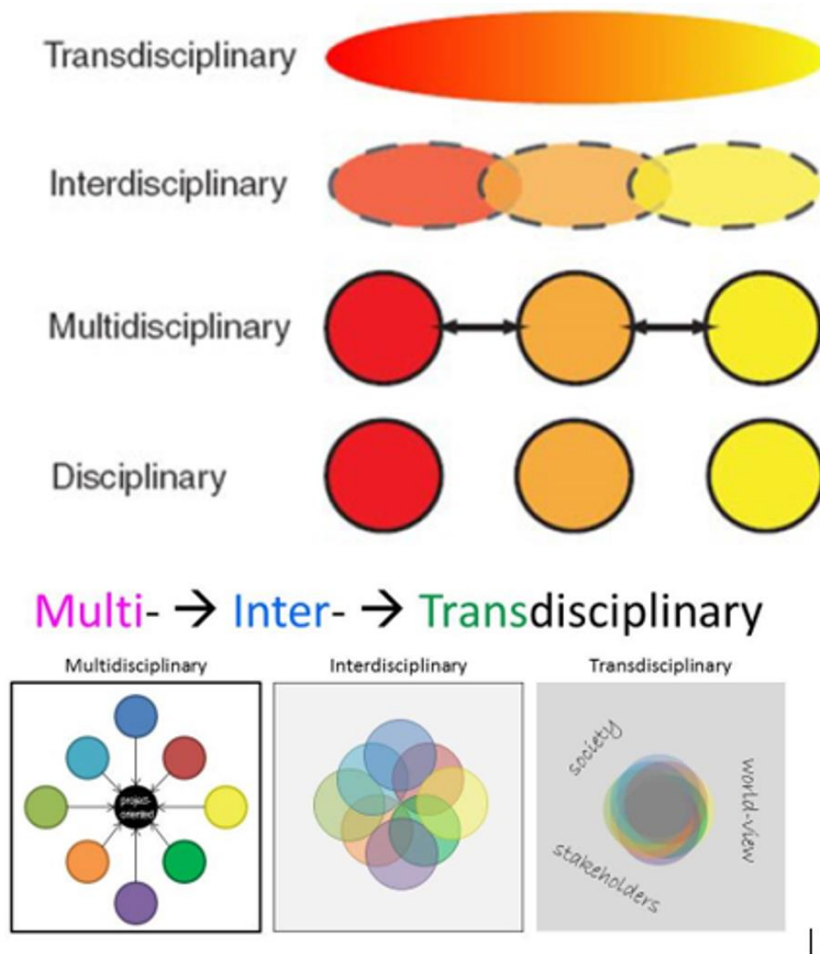 Transdisciplinary
Interdisciplinary
Multidisciplinary
Disciplinary
Multi- → Inter- → Transdisciplinary
Multidisciplinary
Interdisciplinary
Transdisciplinary
project-
oriented
society
world-view
stakeholders